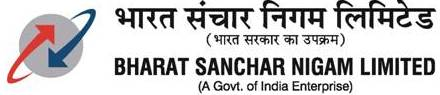 भारत संचार निगम लिमिटेड
(भारत सरकार का उपक्रम)
BHARAT SANCHAR NIGAM LIMITED
(A Govt. of India Enterprise)